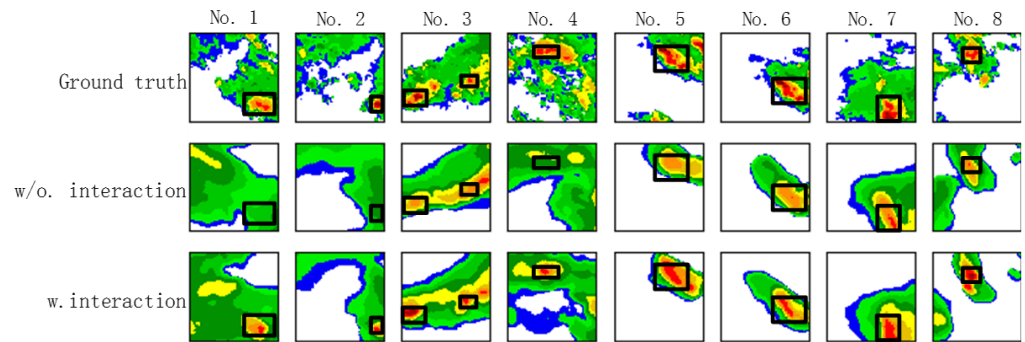 No. 1 No. 2 No. 3 No. 4 No. 5 No. 6 No. 7 No. 8
Ground truth
w/o. interaction
w.interaction